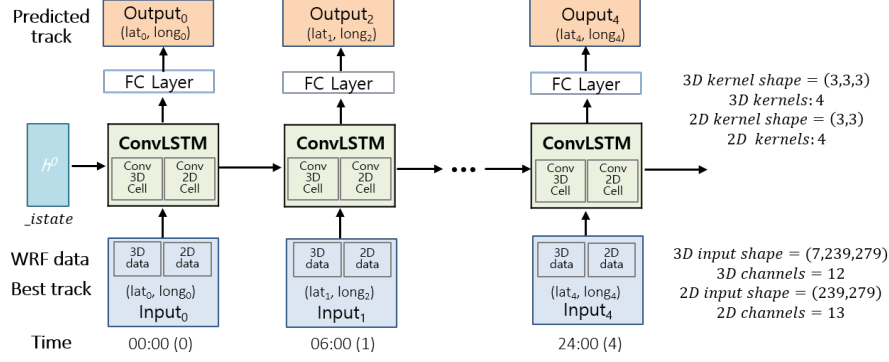 Predicted track
Output₀
(lat₀, long₀)
Output₂
(lat₁, long₂)
Ouput₄
(lat₄, long₄)
FC Layer
FC Layer
FC Layer
3D kernel shape = (3,3,3)
3D kernels: 4
2D kernel shape = (3,3)
2D kernels: 4
h⁰
_istate
ConvLSTM
Conv 3D Cell
Conv 2D Cell
ConvLSTM
Conv 3D Cell
Conv 2D Cell
...
ConvLSTM
Conv 3D Cell
Conv 2D Cell
WRF data
3D data
2D data
3D data
2D data
3D data
2D data
Best track
(lat₀, long₀)
Input₀
(lat₁, long₂)
Input₁
(lat₄, long₄)
Input₄
3D input shape = (7,239,279)
3D channels = 12
2D input shape = (239,279)
2D channels = 13
Time
00:00 (0)
06:00 (1)
24:00 (4)